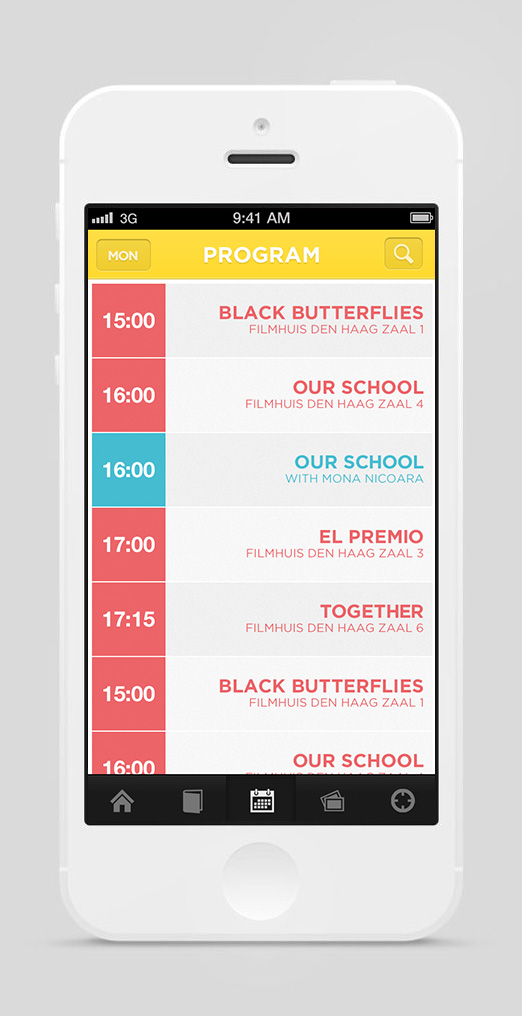 3G 9:41 AM
MON PROGRAM
15:00 BLACK BUTTERFLIES
FILMHUIS DEN HAAG ZAAL 1
16:00 OUR SCHOOL
FILMHUIS DEN HAAG ZAAL 4
16:00 OUR SCHOOL
WITH MONA NICOARA
17:00 EL PREMIO
FILMHUIS DEN HAAG ZAAL 3
17:15 TOGETHER
FILMHUIS DEN HAAG ZAAL 6
15:00 BLACK BUTTERFLIES
FILMHUIS DEN HAAG ZAAL 1
16:00 OUR SCHOOL